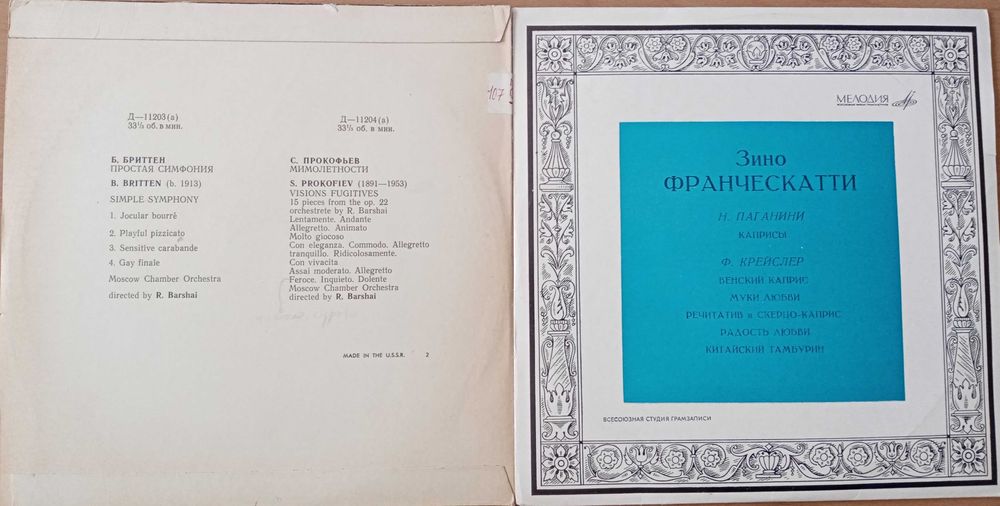 Д—11203 (а)
33⅓ об. в мин.
Б. БРИТТЕН
ПРОСТАЯ СИМФОНИЯ
B. BRITTEN (b. 1913)
SIMPLE SYMPHONY
1. Jocular bourré
2. Playful pizzicato
3. Sensitive carabande
4. Gay finale
Moscow Chamber Orchestra
directed by R. Barshai
Д—11204 (а)
33⅓ об. в мин.
С. ПРОКОФЬЕВ
МИМОЛЕТНОСТИ
S. PROKOFIEV (1891—1953)
VISIONS FUGITIVES
15 pieces from the op. 22
orchestrete by R. Barshai
Lentamente. Andante
Allegretto. Animato
Molto giocoso
Con eleganza. Commodo. Allegretto
tranquillo. Ridicolosamente.
Con vivacita
Assai moderato. Allegretto
Feroce. Inquieto. Dolente
Moscow Chamber Orchestra
directed by R. Barshai
MADE IN THE U.S.S.R. 2
107
МЕЛОДИЯ
Зино
ФРАНЧЕСКАТТИ
Н. ПАГАНИНИ
КАПРИСЫ
Ф. КРЕЙСЛЕР
ВЕНСКИЙ КАПРИС
МУКИ ЛЮБВИ
РЕЧИТАТИВ и СКЕРЦО-КАПРИС
РАДОСТЬ ЛЮБВИ
КИТАЙСКИЙ ТАМБУРИН
ВСЕСОЮЗНАЯ СТУДИЯ ГРАМЗАПИСИ